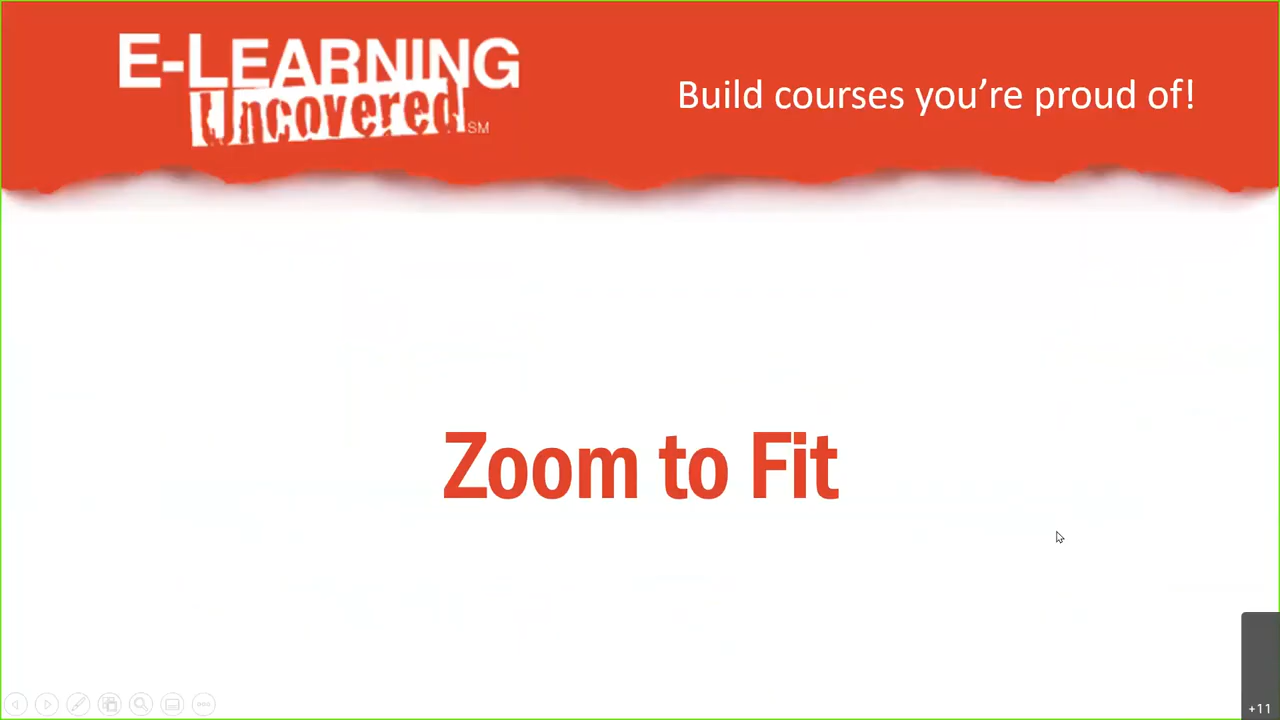 E-LEARNING
Uncovered SM
Build courses you’re proud of!
Zoom to Fit
+11